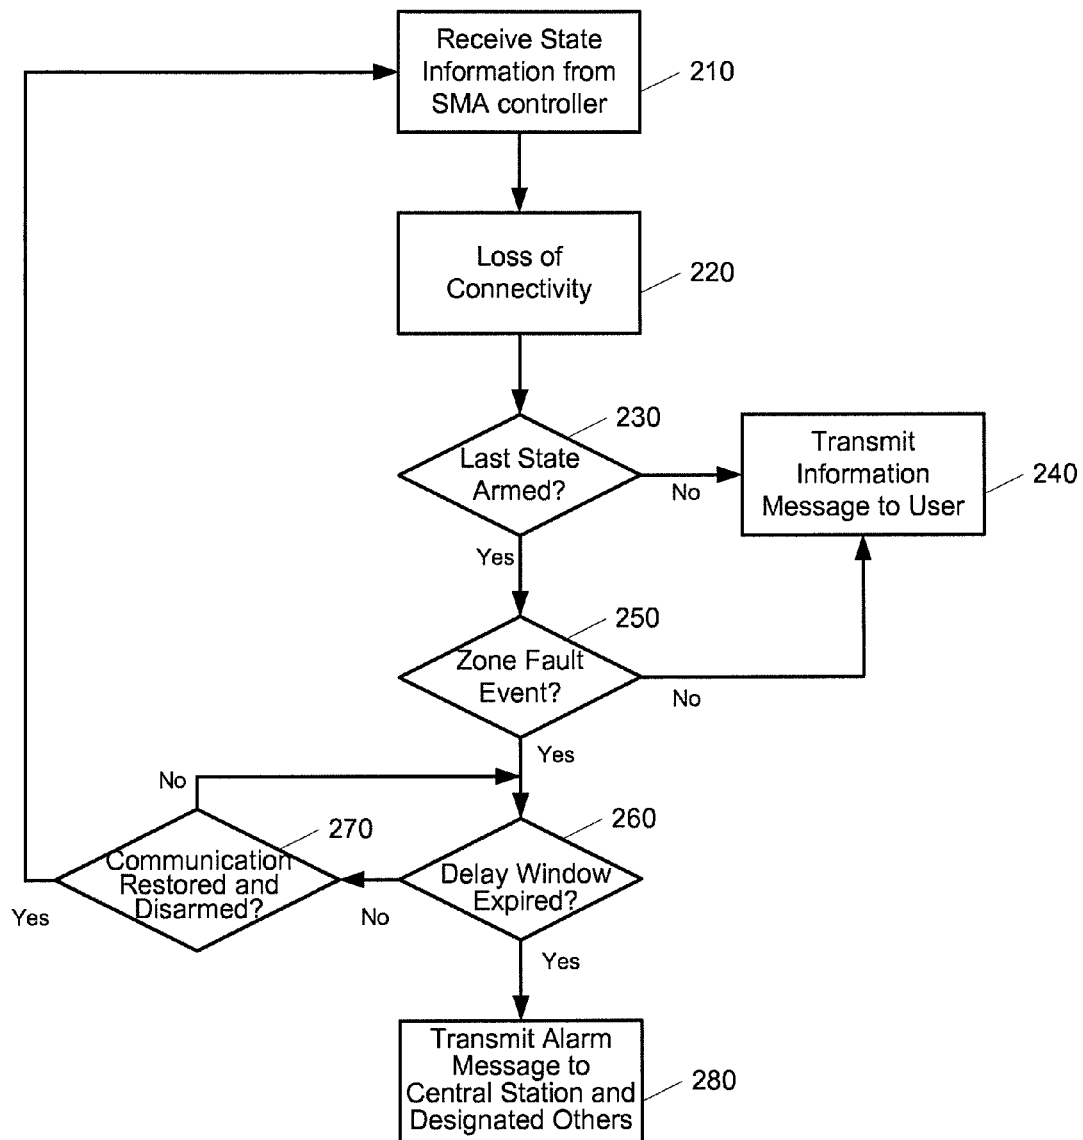 Receive State
Information from
SMA controller
210
Loss of
Connectivity
220
230
Last State
Armed?
No
Transmit
Information
Message to User
240
Yes
250
Zone Fault
Event?
No
Yes
No
270
260
Communication
Restored and
Disarmed?
Delay Window
Expired?
Yes
No
Yes
Transmit Alarm
Message to
Central Station and
Designated Others
280